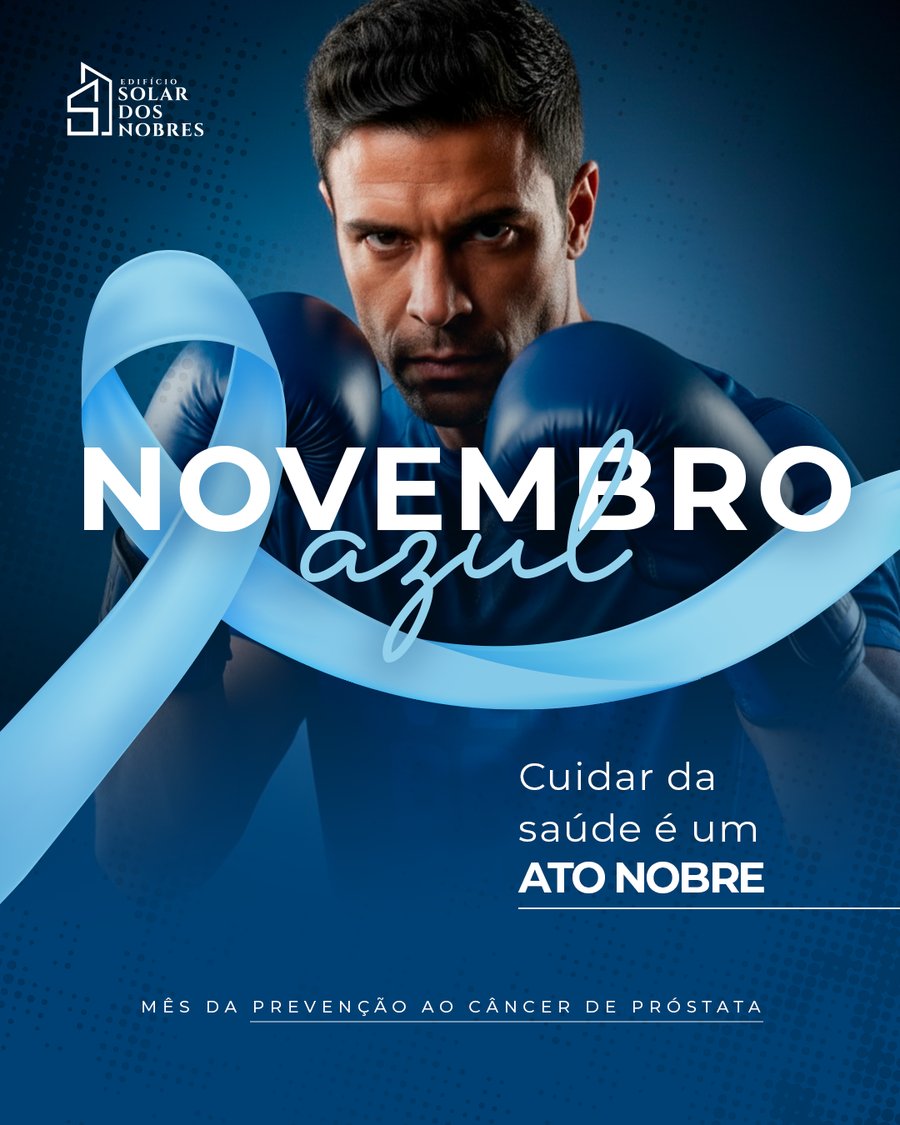 EDIFÍCIO
SOLAR
DOS
NOBRES
NOVEMBRO
azul
Cuidar da
saúde é um
ATO NOBRE
MÊS DA PREVENÇÃO AO CÂNCER DE PRÓSTATA